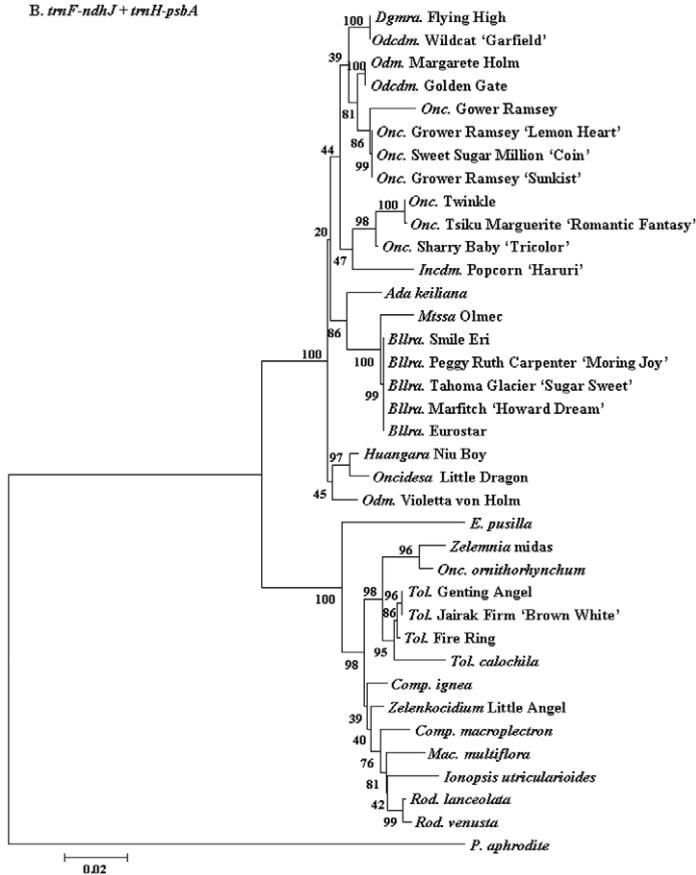 B. trnF-ndhJ + trnH-psbA
100 Dgmra. Flying High
Odcdm. Wildcat ‘Garfield’
39 100 Odm. Margarete Holm
Odcdm. Golden Gate
81 Onc. Gower Ramsey
86 Onc. Grower Ramsey ‘Lemon Heart’
44 Onc. Sweet Sugar Million ‘Coin’
99 Onc. Grower Ramsey ‘Sunkist’
100 Onc. Twinkle
98 Onc. Tsiku Marguerite ‘Romantic Fantasy’
20 Onc. Sharry Baby ‘Tricolor’
47 Incdm. Popcorn ‘Haruri’
Ada keiliana
86 Mtssa Olmec
Bllra. Smile Eri
100 100 Bllra. Peggy Ruth Carpenter ‘Moring Joy’
Bllra. Tahoma Glacier ‘Sugar Sweet’
99 Bllra. Marfitch ‘Howard Dream’
Bllra. Eurostar
97 Huangara Niu Boy
Oncidesa Little Dragon
45 Odm. Violetta von Holm
E. pusilla
96 Zelemnia midas
Onc. ornithorhynchum
100 98 96 Tol. Genting Angel
86 Tol. Jairak Firm ‘Brown White’
Tol. Fire Ring
95 Tol. calochila
98 Comp. ignea
Zelenkocidium Little Angel
39 Comp. macroplectron
40 Mac. multiflora
76 Ionopsis utricularioides
81 Rod. lanceolata
42 Rod. venusta
99
P. aphrodite
0.02